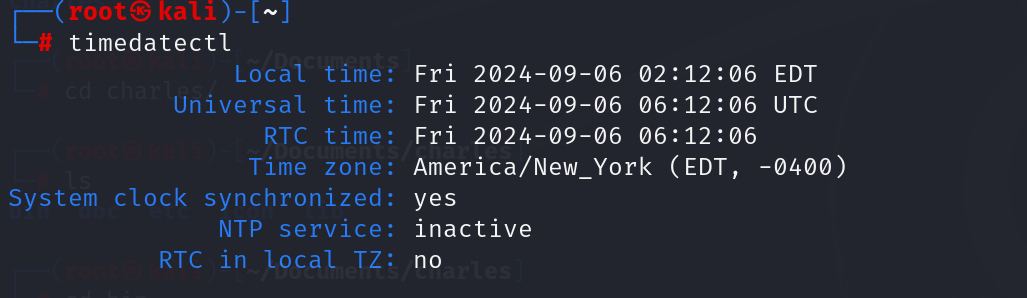 ┌──(root㉿kali)-[~]
└─# timedatectl
Local time: Fri 2024-09-06 02:12:06 EDT
Universal time: Fri 2024-09-06 06:12:06 UTC
RTC time: Fri 2024-09-06 06:12:06
Time zone: America/New_York (EDT, -0400)
System clock synchronized: yes
NTP service: inactive
RTC in local TZ: no